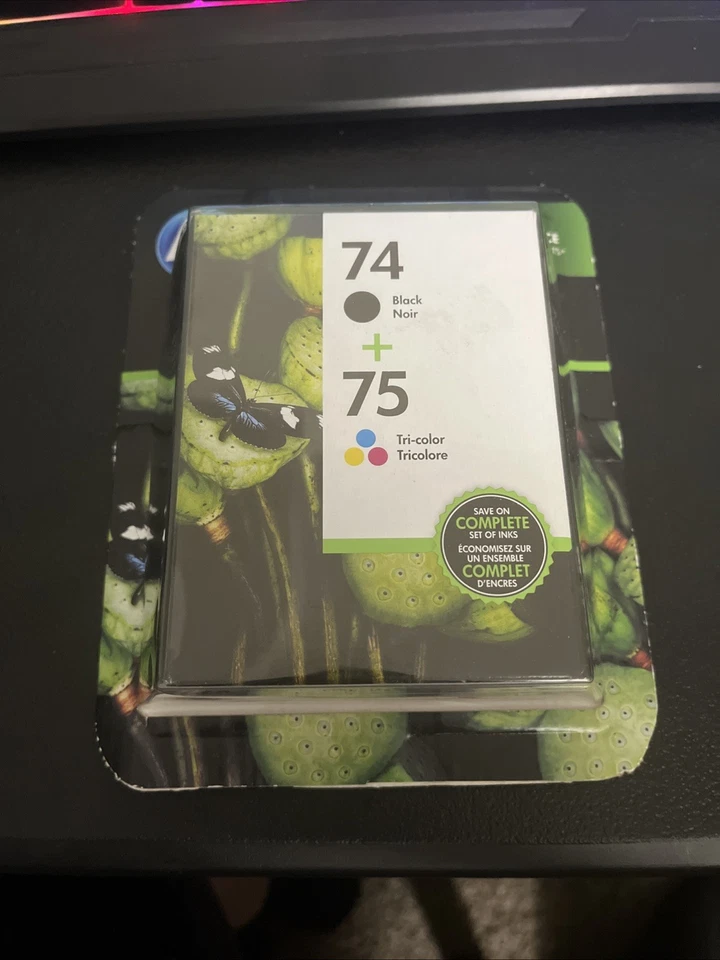 74
Black
Noir
+
75
Tri-color
Tricolore
SAVE ON
COMPLETE
SET OF INKS
ÉCONOMISEZ SUR
UN ENSEMBLE
COMPLET
D'ENCRES